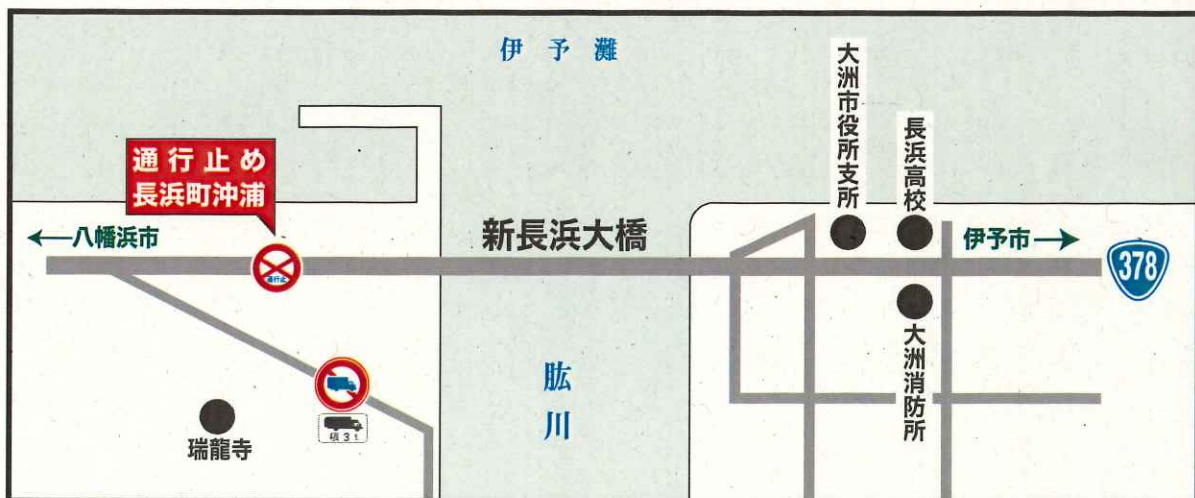 伊予灘
大洲市役所支所
長浜高校
通行止め
長浜町沖浦
←八幡浜市
新長浜大橋
伊予市→
378
通行止
肱川
大洲消防所
積3t
瑞龍寺